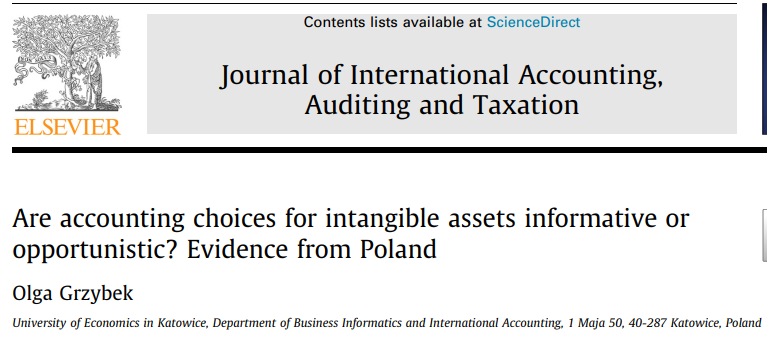 Contents lists available at ScienceDirect
Journal of International Accounting,
Auditing and Taxation
ELSEVIER
Are accounting choices for intangible assets informative or
opportunistic? Evidence from Poland
Olga Grzybek
University of Economics in Katowice, Department of Business Informatics and International Accounting, 1 Maja 50, 40-287 Katowice, Poland